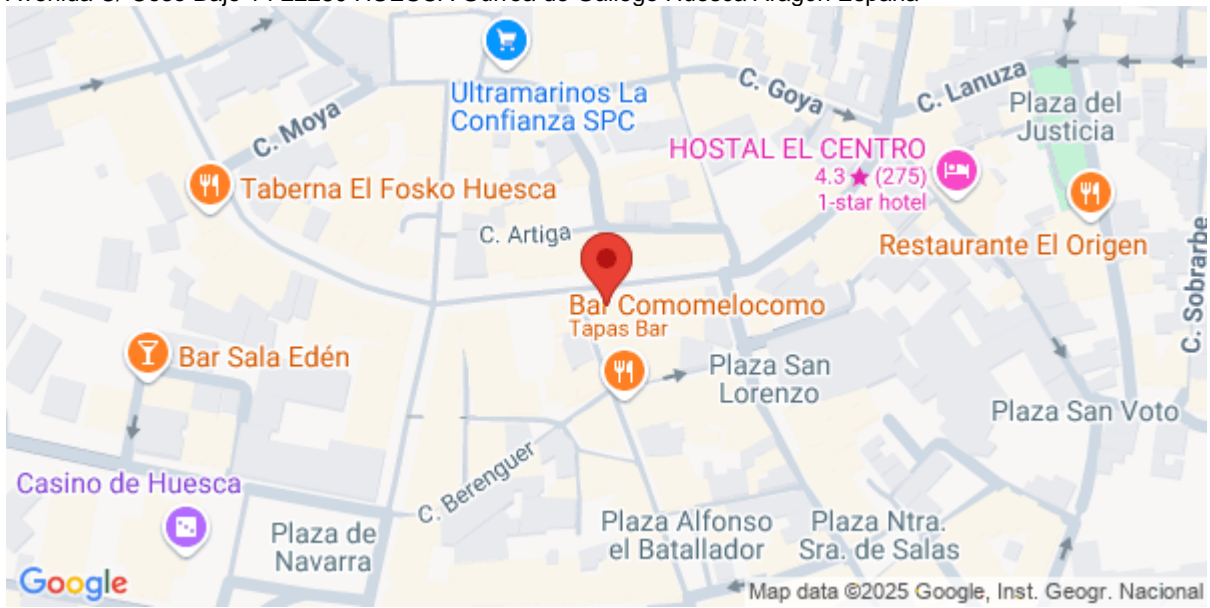 Ultramarinos La
Confianza SPC
C. Goya
C. Lanuza
Plaza del
Justicia
C. Moya
HOSTAL EL CENTRO
4.3 ★ (275)
1-star hotel
Taberna El Fosko Huesca
C. Artiga
Restaurante El Origen
C. Sobrarbe
Bar Comomelocomo
Tapas Bar
Bar Sala Edén
Plaza San
Lorenzo
Plaza San Voto
Casino de Huesca
C. Berenguer
Plaza de
Navarra
Plaza Alfonso
el Batallador
Plaza Ntra.
Sra. de Salas
Google
Map data ©2025 Google, Inst. Geogr. Nacional